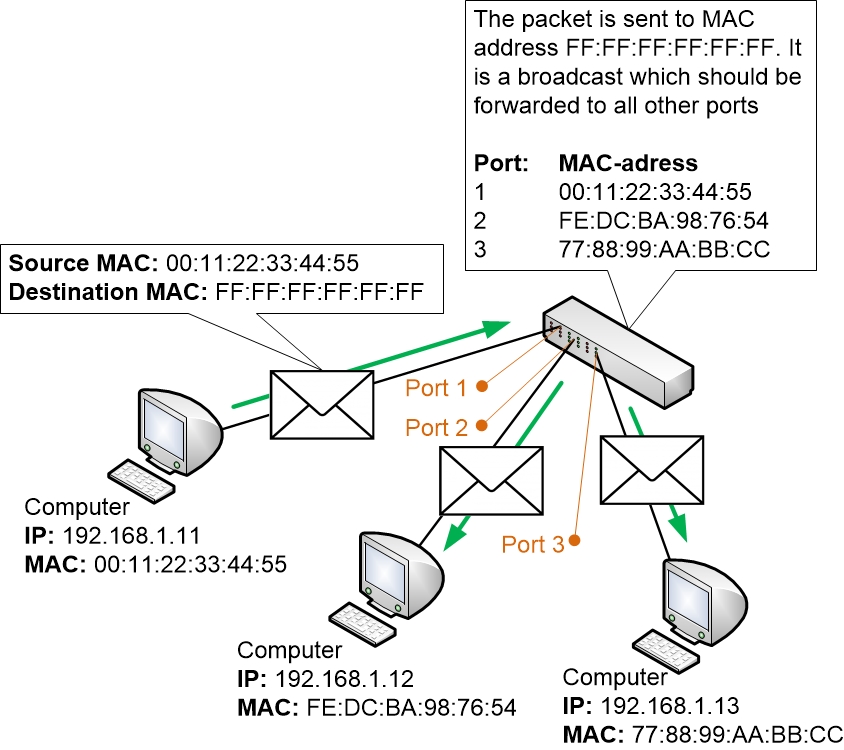 The packet is sent to MAC
address FF:FF:FF:FF:FF:FF. It
is a broadcast which should be
forwarded to all other ports
Port: MAC-adress
1 00:11:22:33:44:55
2 FE:DC:BA:98:76:54
3 77:88:99:AA:BB:CC
Source MAC: 00:11:22:33:44:55
Destination MAC: FF:FF:FF:FF:FF:FF
Port 1
Port 2
Port 3
Computer
IP: 192.168.1.11
MAC: 00:11:22:33:44:55
Computer
IP: 192.168.1.12
MAC: FE:DC:BA:98:76:54
Computer
IP: 192.168.1.13
MAC: 77:88:99:AA:BB:CC